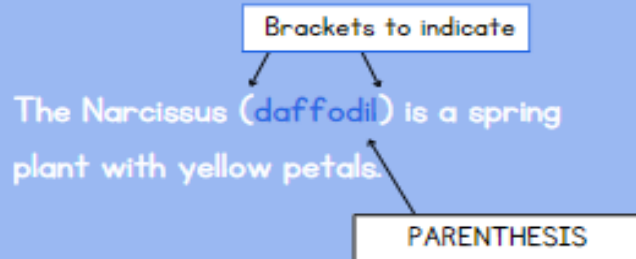 Brackets to indicate
The Narcissus (daffodil) is a spring
plant with yellow petals.
PARENTHESIS